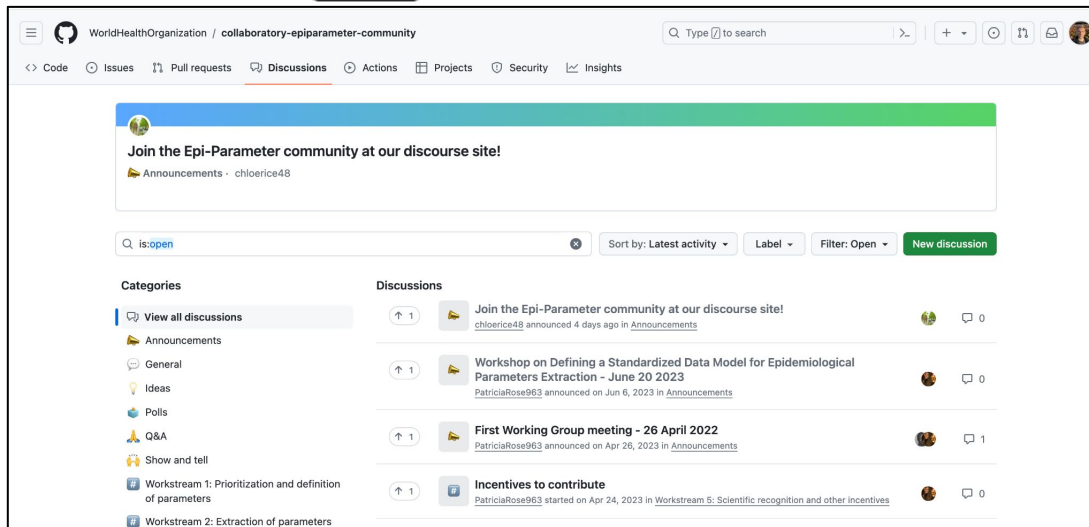 WorldHealthOrganization / collaboratory-epiparameter-community
Type / to search
Code Issues Pull requests Discussions Actions Projects Security Insights
Join the Epi-Parameter community at our discourse site!
Announcements · chloerice48
is:open
Sort by: Latest activity
Label
Filter: Open
New discussion
Categories
View all discussions
Announcements
General
Ideas
Polls
Q&A
Show and tell
# Workstream 1: Prioritization and definition
of parameters
# Workstream 2: Extraction of parameters
Discussions
↑ 1
Join the Epi-Parameter community at our discourse site!
chloerice48 announced 4 days ago in Announcements
0
↑ 1
Workshop on Defining a Standardized Data Model for Epidemiological
Parameters Extraction - June 20 2023
PatriciaRose963 announced on Jun 6, 2023 in Announcements
0
↑ 1
First Working Group meeting - 26 April 2022
PatriciaRose963 announced on Apr 26, 2023 in Announcements
1
↑ 1
#
Incentives to contribute
PatriciaRose963 started on Apr 24, 2023 in Workstream 5: Scientific recognition and other incentives
0